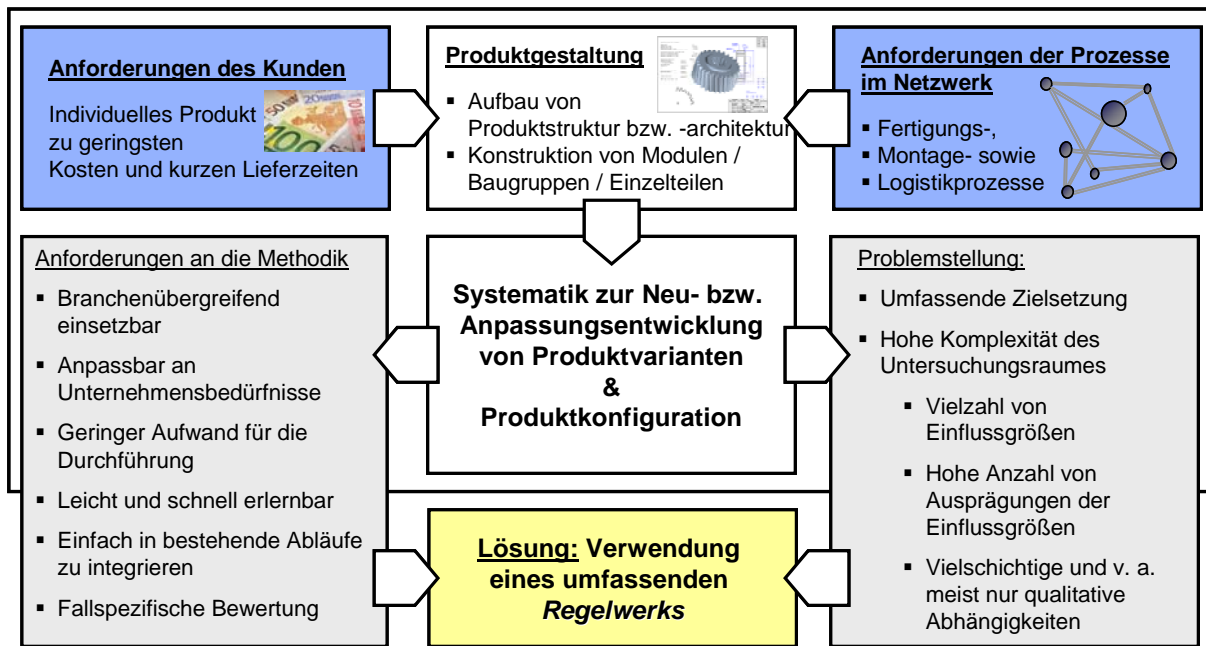 Anforderungen des Kunden
Individuelles Produkt
zu geringsten
Kosten und kurzen Lieferzeiten
Produktgestaltung
▪ Aufbau von
Produktstruktur bzw. -architektur
▪ Konstruktion von Modulen /
Baugruppen / Einzelteilen
Anforderungen der Prozesse
im Netzwerk
▪ Fertigungs-,
▪ Montage- sowie
▪ Logistikprozesse
Anforderungen an die Methodik
▪ Branchenübergreifend
einsetzbar
▪ Anpassbar an
Unternehmensbedürfnisse
▪ Geringer Aufwand für die
Durchführung
▪ Leicht und schnell erlernbar
▪ Einfach in bestehende Abläufe
zu integrieren
▪ Fallspezifische Bewertung
Systematik zur Neu- bzw.
Anpassungsentwicklung
von Produktvarianten
&
Produktkonfiguration
Problemstellung:
▪ Umfassende Zielsetzung
▪ Hohe Komplexität des
Untersuchungsraumes
▪ Vielzahl von
Einflussgrößen
▪ Hohe Anzahl von
Ausprägungen der
Einflussgrößen
▪ Vielschichtige und v. a.
meist nur qualitative
Abhängigkeiten
Lösung: Verwendung
eines umfassenden
Regelwerks